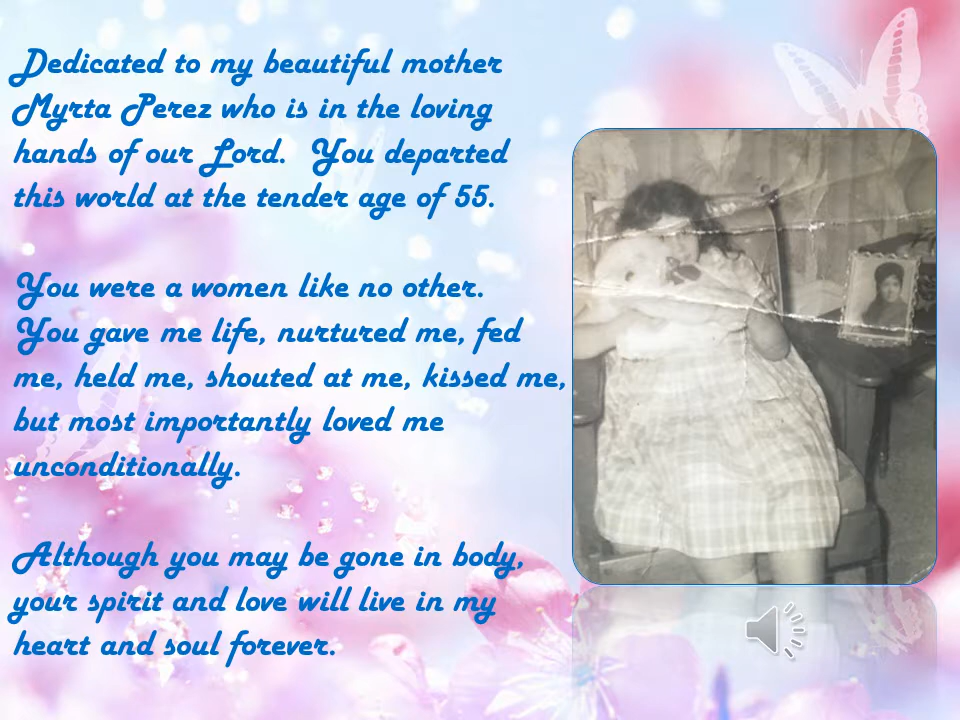 Dedicated to my beautiful mother
Myrta Perez who is in the loving
hands of our Lord.  You departed
this world at the tender age of 55.
You were a women like no other.
You gave me life, nurtured me, fed
me, held me, shouted at me, kissed me,
but most importantly loved me
unconditionally.
Although you may be gone in body,
your spirit and love will live in my
heart and soul forever.